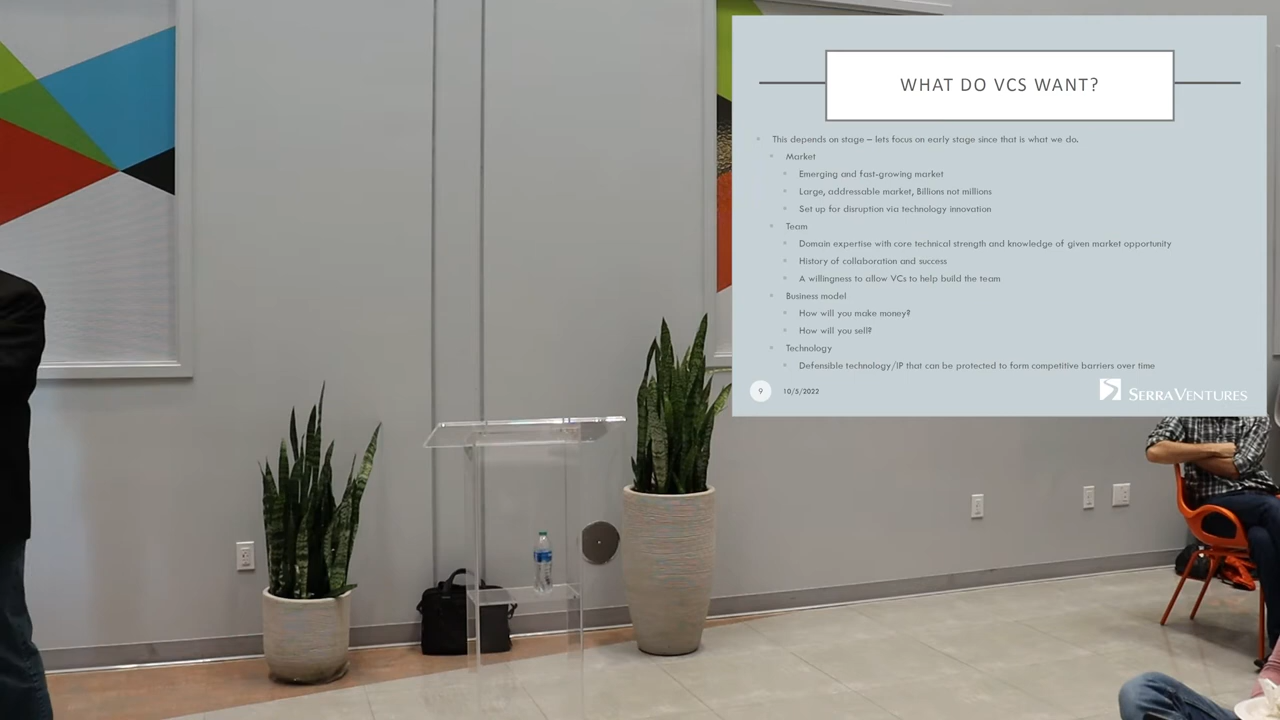 WHAT DO VCS WANT?
This depends on stage – lets focus on early stage since that is what we do.
Market
Emerging and fast-growing market
Large, addressable market, Billions not millions
Set up for disruption via technology innovation
Team
Domain expertise with core technical strength and knowledge of given market opportunity
History of collaboration and success
A willingness to allow VCs to help build the team
Business model
How will you make money?
How will you sell?
Technology
Defensible technology/IP that can be protected to form competitive barriers over time
9
10/5/2022
SERRAVENTURES